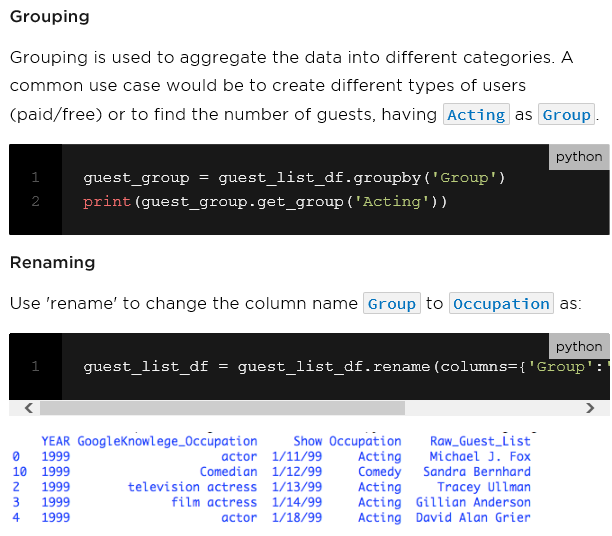 Grouping
Grouping is used to aggregate the data into different categories. A
common use case would be to create different types of users
(paid/free) or to find the number of guests, having Acting as Group.
python
1 guest_group = guest_list_df.groupby('Group')
2 print(guest_group.get_group('Acting'))
Renaming
Use 'rename' to change the column name Group to Occupation as:
python
1 guest_list_df = guest_list_df.rename(columns={'Group':'
YEAR GoogleKnowlege_Occupation Show Occupation Raw_Guest_List
0 1999 actor 1/11/99 Acting Michael J. Fox
10 1999 Comedian 1/12/99 Comedy Sandra Bernhard
2 1999 television actress 1/13/99 Acting Tracey Ullman
3 1999 film actress 1/14/99 Acting Gillian Anderson
4 1999 actor 1/18/99 Acting David Alan Grier